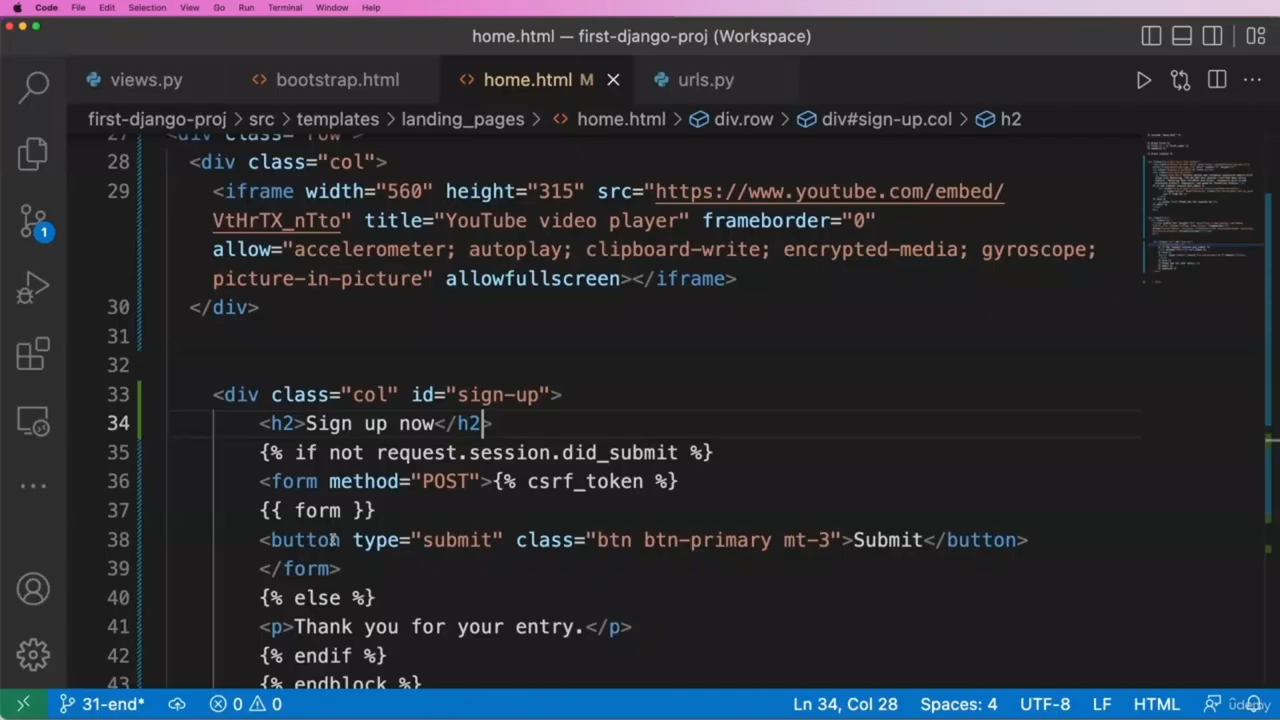 Code File Edit Selection View Go Run Terminal Window Help
home.html — first-django-proj (Workspace)
views.py bootstrap.html home.html M urls.py
first-django-proj > src > templates > landing_pages > home.html > div.row > div#sign-up.col > h2
27 <div class="row">
28 <div class="col">
29 <iframe width="560" height="315" src="https://www.youtube.com/embed/
VtHrTX_nTto" title="YouTube video player" frameborder="0"
allow="accelerometer; autoplay; clipboard-write; encrypted-media; gyroscope;
picture-in-picture" allowfullscreen></iframe>
30 </div>
31
32
33 <div class="col" id="sign-up">
34 <h2>Sign up now</h2>
35 {% if not request.session.did_submit %}
36 <form method="POST">{% csrf_token %}
37 {{ form }}
38 <button type="submit" class="btn btn-primary mt-3">Submit</button>
39 </form>
40 {% else %}
41 <p>Thank you for your entry.</p>
42 {% endif %}
43 {% endblock %}
1
31-end* 0 0 Ln 34, Col 28 Spaces: 4 UTF-8 LF HTML
udemy